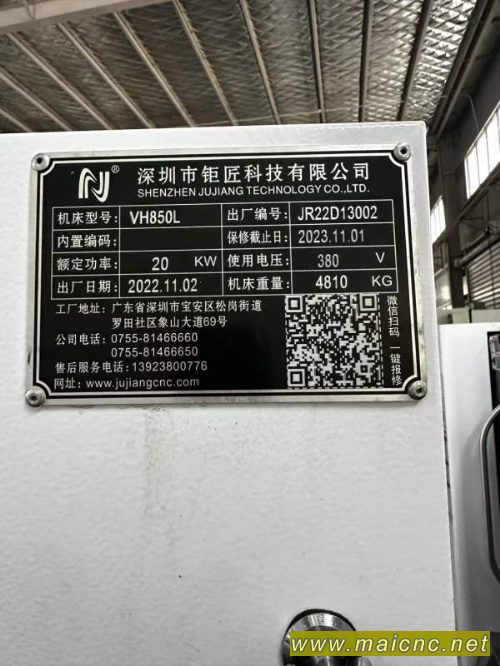 ® 深圳市钜匠科技有限公司
SHENZHEN JUJIANG TECHNOLOGY CO.,LTD.
机床型号: VH850L 出厂编号: JR22D13002
内置编码: 保修截止日: 2023.11.01
额定功率: 20 KW 使用电压: 380 V
出厂日期: 2022.11.02 机床重量: 4810 KG
工厂地址: 广东省深圳市宝安区松岗街道
罗田社区象山大道69号
公司电话: 0755-81466660
0755-81466650
售后服务电话: 13923800776
网址: www.jujiangcnc.com
微信扫码 一键报修
www.maicnc.net